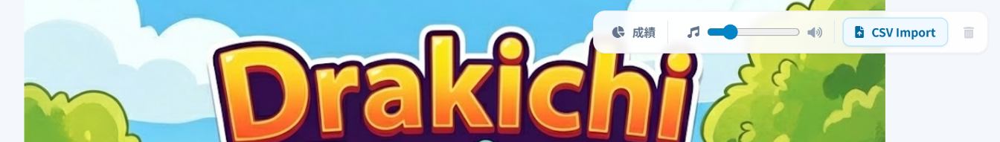 成績
CSV Import
Drakichi